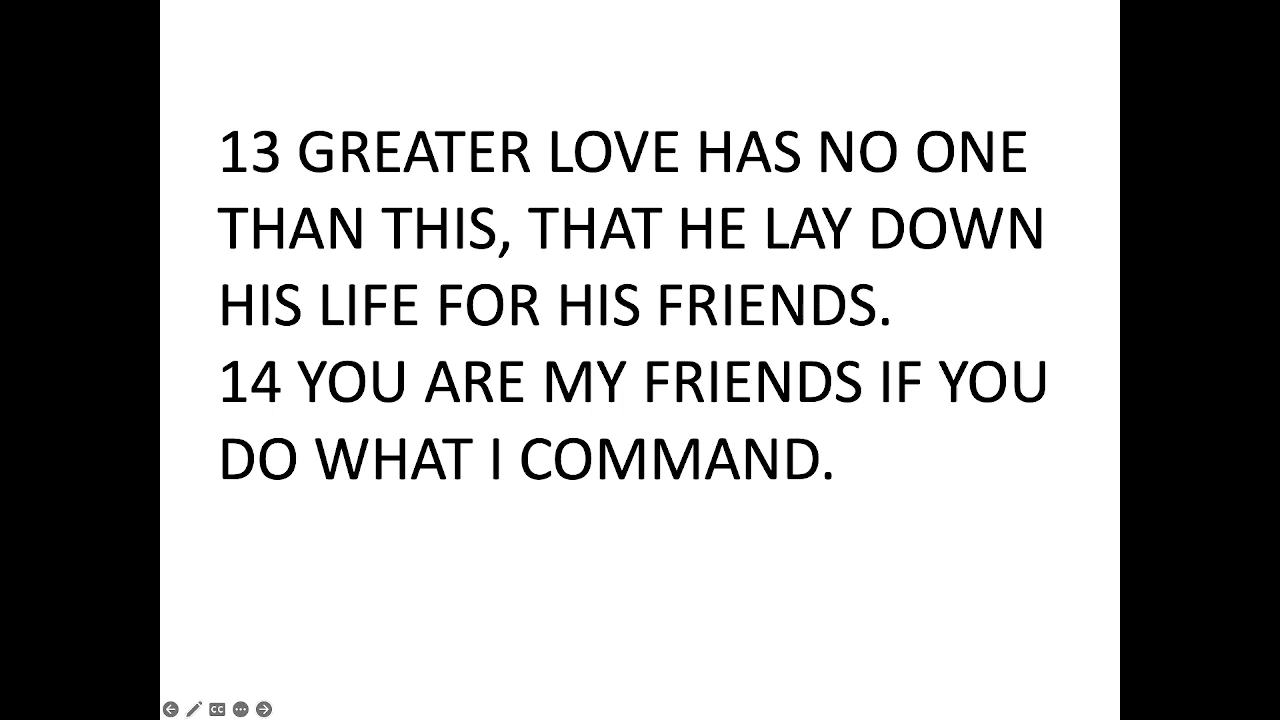 13 GREATER LOVE HAS NO ONE
THAN THIS, THAT HE LAY DOWN
HIS LIFE FOR HIS FRIENDS.
14 YOU ARE MY FRIENDS IF YOU
DO WHAT I COMMAND.
CC